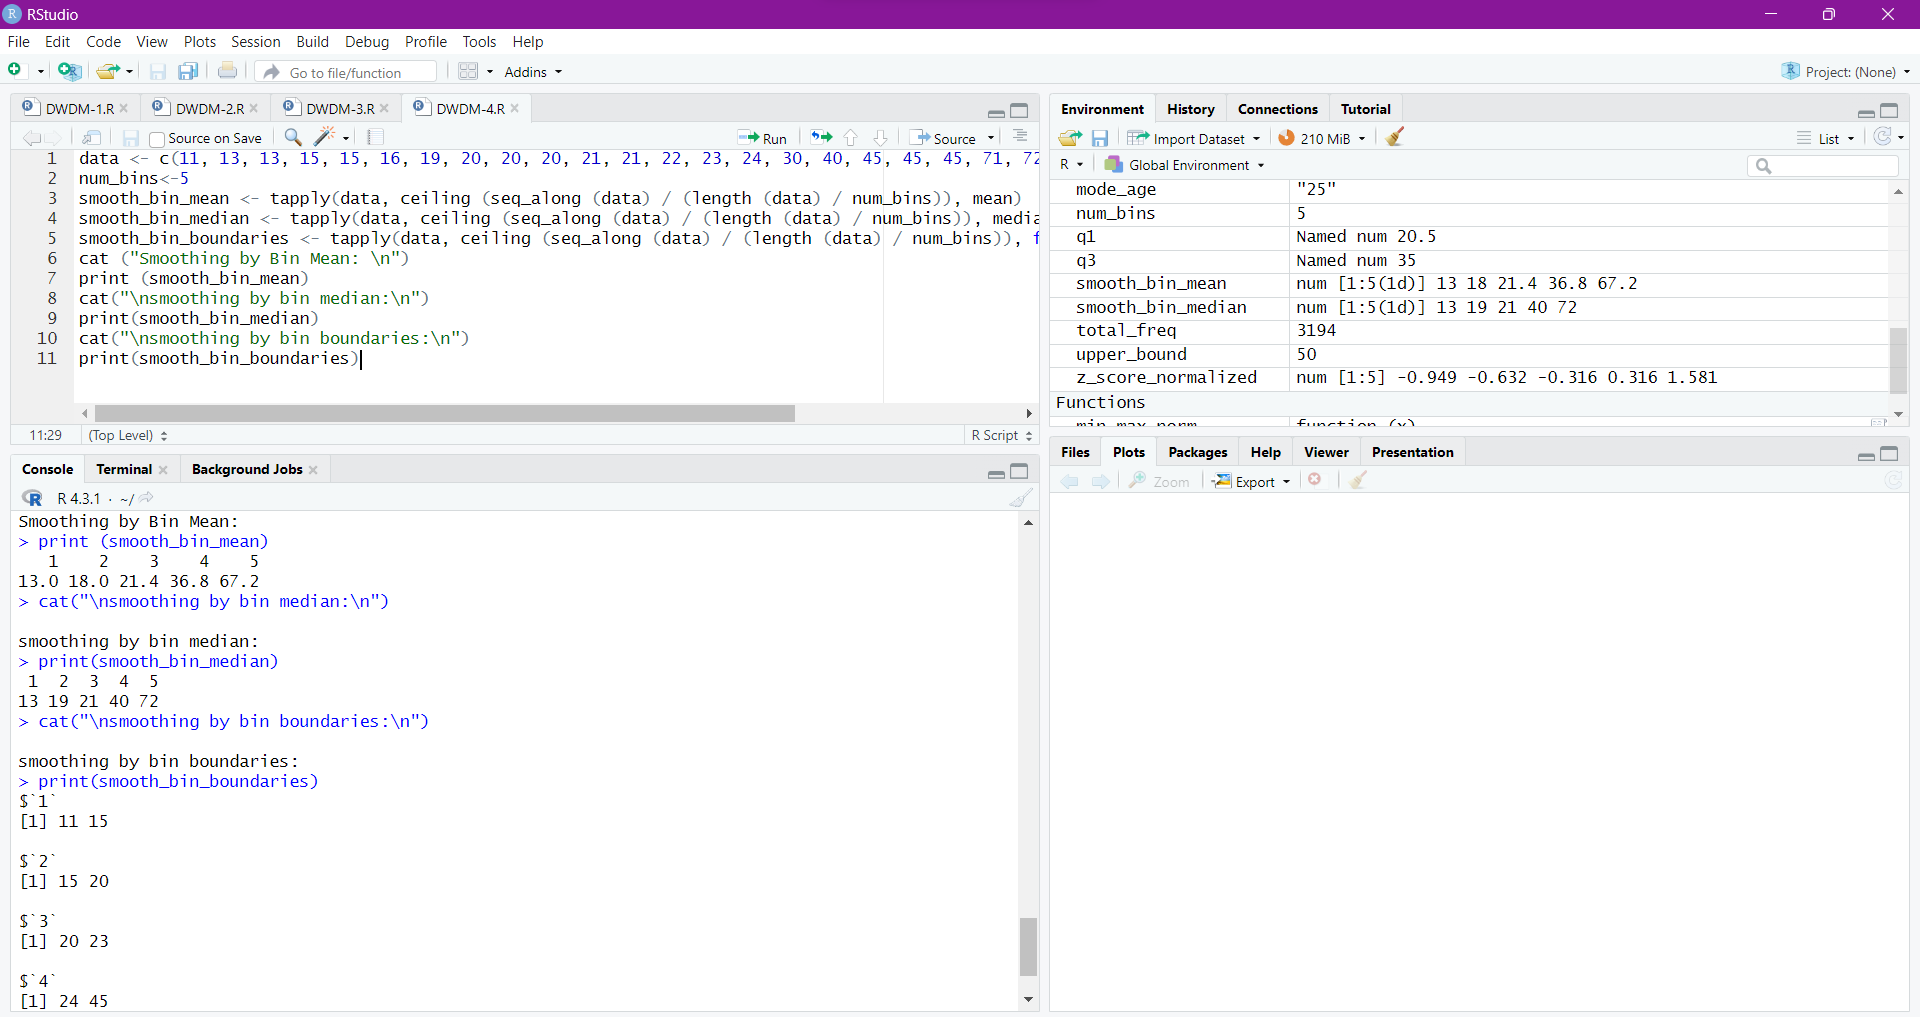 RStudio
File Edit Code View Plots Session Build Debug Profile Tools Help
Go to file/function Addins Project: (None)
DWDM-1.R DWDM-2.R DWDM-3.R DWDM-4.R
Source on Save Run Source
1 data <- c(11, 13, 13, 15, 15, 16, 19, 20, 20, 20, 21, 21, 22, 23, 24, 30, 40, 45, 45, 45, 71, 72
2 num_bins<-5
3 smooth_bin_mean <- tapply(data, ceiling (seq_along (data) / (length (data) / num_bins)), mean)
4 smooth_bin_median <- tapply(data, ceiling (seq_along (data) / (length (data) / num_bins)), media
5 smooth_bin_boundaries <- tapply(data, ceiling (seq_along (data) / (length (data) / num_bins)), f
6 cat ("Smoothing by Bin Mean: \n")
7 print (smooth_bin_mean)
8 cat("\nsmoothing by bin median:\n")
9 print(smooth_bin_median)
10 cat("\nsmoothing by bin boundaries:\n")
11 print(smooth_bin_boundaries)
11:29 (Top Level) R Script
Console Terminal Background Jobs
R 4.3.1 · ~/
Smoothing by Bin Mean:
> print (smooth_bin_mean)
1 2 3 4 5
13.0 18.0 21.4 36.8 67.2
> cat("\nsmoothing by bin median:\n")
smoothing by bin median:
> print(smooth_bin_median)
1 2 3 4 5
13 19 21 40 72
> cat("\nsmoothing by bin boundaries:\n")
smoothing by bin boundaries:
> print(smooth_bin_boundaries)
$`1`
[1] 11 15
$`2`
[1] 15 20
$`3`
[1] 20 23
$`4`
[1] 24 45
Environment History Connections Tutorial
Import Dataset 210 MiB List
R Global Environment
mode_age "25"
num_bins 5
q1 Named num 20.5
q3 Named num 35
smooth_bin_mean num [1:5(1d)] 13 18 21.4 36.8 67.2
smooth_bin_median num [1:5(1d)] 13 19 21 40 72
total_freq 3194
upper_bound 50
z_score_normalized num [1:5] -0.949 -0.632 -0.316 0.316 1.581
Functions
min_max_norm function (x)
Files Plots Packages Help Viewer Presentation
Zoom Export